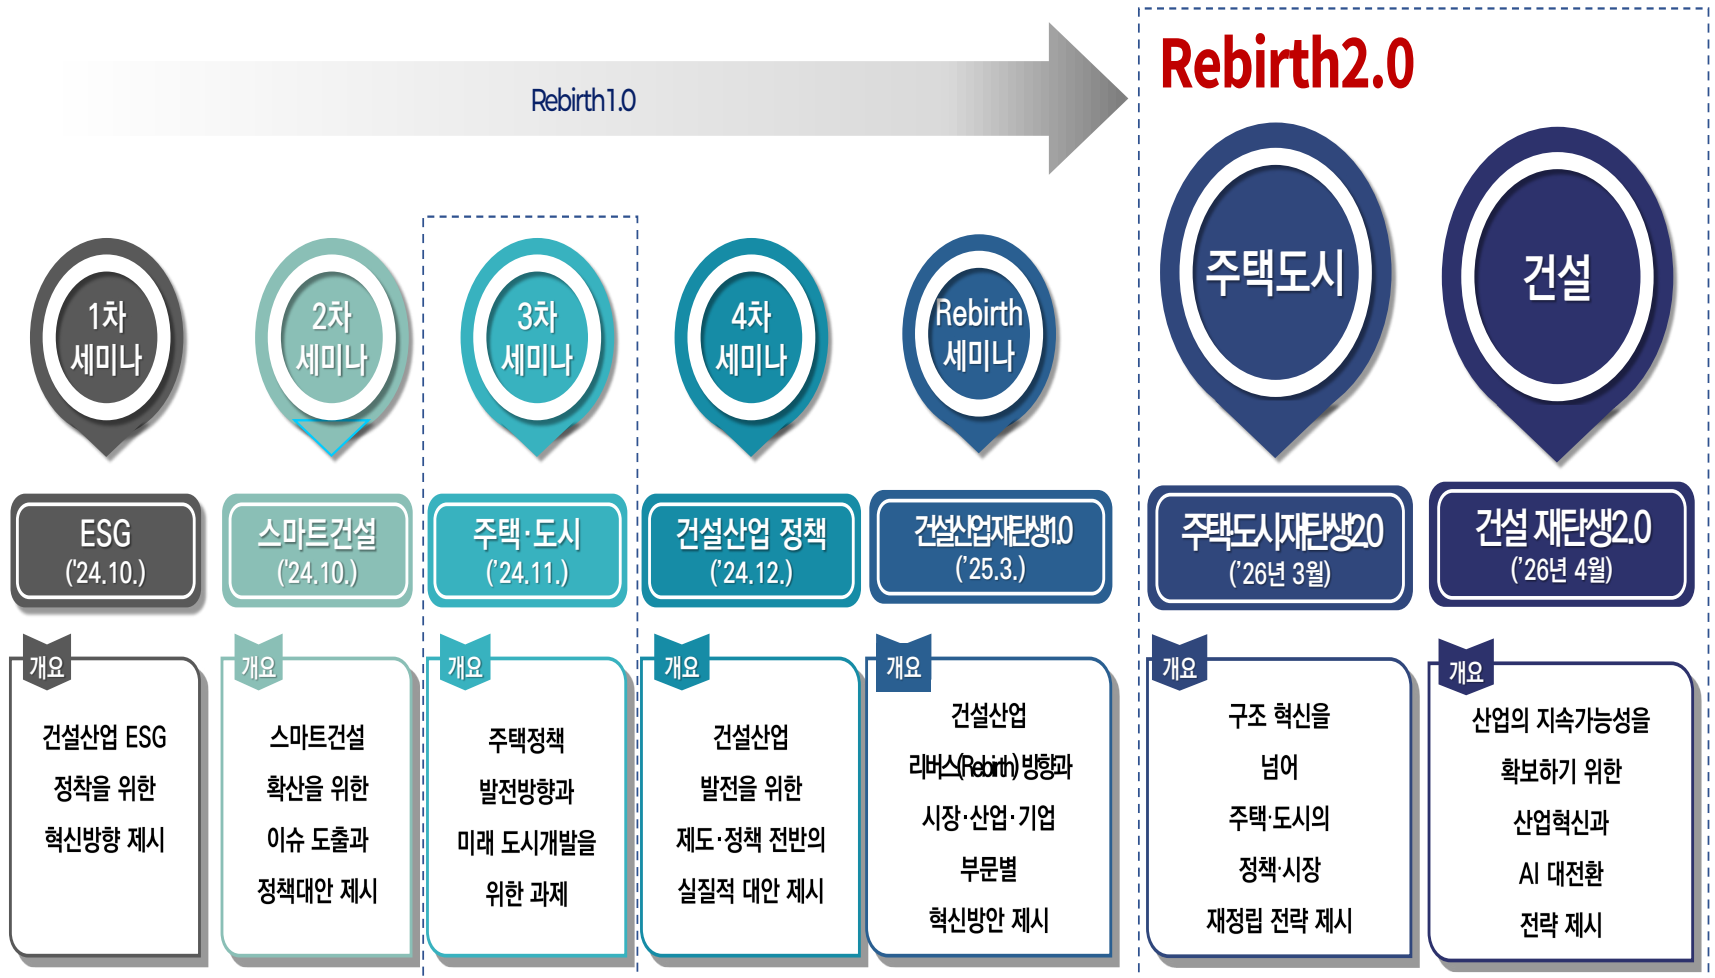 Rebirth1.0
Rebirth2.0
1차
세미나
2차
세미나
3차
세미나
4차
세미나
Rebirth
세미나
주택도시
건설
ESG
('24.10.)
스마트건설
('24.10.)
주택·도시
(’24.11.)
건설산업 정책
(’24.12.)
건설산업재탄생1.0
(’25.3.)
주택도시재탄생2.0
(’26년 3월)
건설 재탄생2.0
(’26년 4월)
개요
건설산업 ESG
정착을 위한
혁신방향 제시
개요
스마트건설
확산을 위한
이슈 도출과
정책대안 제시
개요
주택정책
발전방향과
미래 도시개발을
위한 과제
개요
건설산업
발전을 위한
제도·정책 전반의
실질적 대안 제시
개요
건설산업
리버스(Rebirth) 방향과
시장·산업·기업
부문별
혁신방안 제시
개요
구조 혁신을
넘어
주택·도시의
정책·시장
재정립 전략 제시
개요
산업의 지속가능성을
확보하기 위한
산업혁신과
AI 대전환
전략 제시